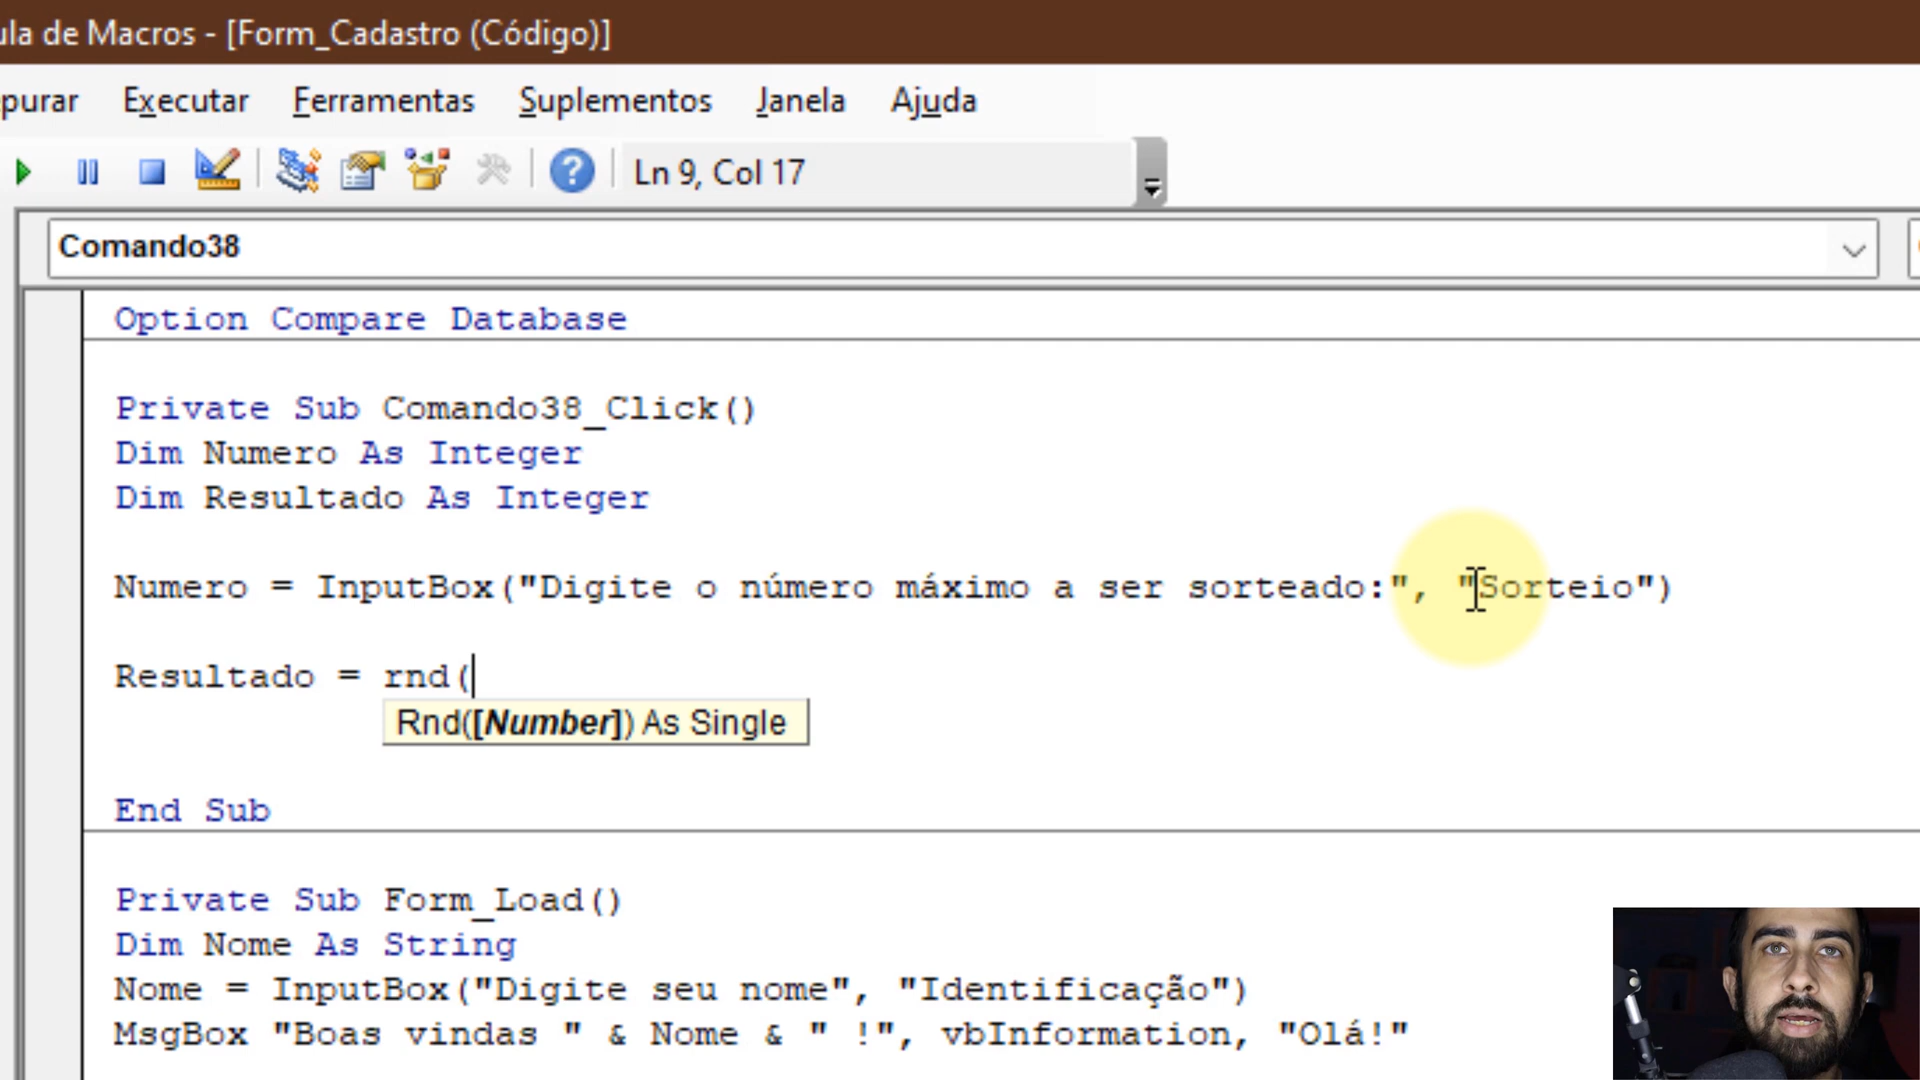 ula de Macros - [Form_Cadastro (Código)]
purar Executar Ferramentas Suplementos Janela Ajuda
Ln 9, Col 17
Comando38
Option Compare Database
Private Sub Comando38_Click()
Dim Numero As Integer
Dim Resultado As Integer
Numero = InputBox("Digite o número máximo a ser sorteado:", "Sorteio")
Resultado = rnd(
Rnd([Number]) As Single
End Sub
Private Sub Form_Load()
Dim Nome As String
Nome = InputBox("Digite seu nome", "Identificação")
MsgBox "Boas vindas " & Nome & " !", vbInformation, "Olá!"